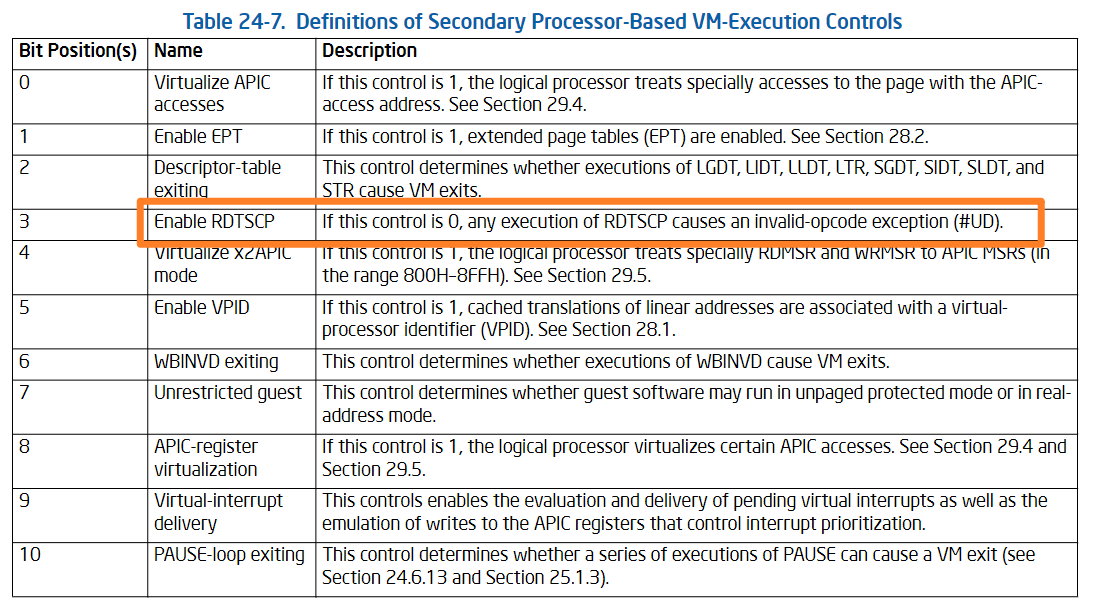 Table 24-7. Definitions of Secondary Processor-Based VM-Execution Controls
Bit Position(s) Name Description
0 Virtualize APIC accesses If this control is 1, the logical processor treats specially accesses to the page with the APIC-
access address. See Section 29.4.
1 Enable EPT If this control is 1, extended page tables (EPT) are enabled. See Section 28.2.
2 Descriptor-table exiting This control determines whether executions of LGDT, LIDT, LLDT, LTR, SGDT, SIDT, SLDT, and
STR cause VM exits.
3 Enable RDTSCP If this control is 0, any execution of RDTSCP causes an invalid-opcode exception (#UD).
4 Virtualize x2APIC mode If this control is 1, the logical processor treats specially RDMSR and WRMSR to APIC MSRs (in
the range 800H–8FFH). See Section 29.5.
5 Enable VPID If this control is 1, cached translations of linear addresses are associated with a virtual-
processor identifier (VPID). See Section 28.1.
6 WBINVD exiting This control determines whether executions of WBINVD cause VM exits.
7 Unrestricted guest This control determines whether guest software may run in unpaged protected mode or in real-
address mode.
8 APIC-register virtualization If this control is 1, the logical processor virtualizes certain APIC accesses. See Section 29.4 and
Section 29.5.
9 Virtual-interrupt delivery This controls enables the evaluation and delivery of pending virtual interrupts as well as the
emulation of writes to the APIC registers that control interrupt prioritization.
10 PAUSE-loop exiting This control determines whether a series of executions of PAUSE can cause a VM exit (see
Section 24.6.13 and Section 25.1.3).